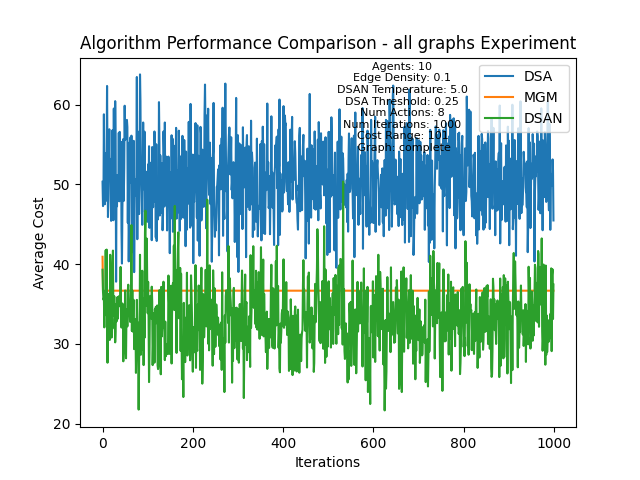 Algorithm Performance Comparison - all graphs Experiment
Agents: 10
Edge Density: 0.1
DSAN Temperature: 5.0
DSA Threshold: 0.25
Num Actions: 8
Num Iterations: 1000
Cost Range: 101
Graph: complete
DSA
MGM
DSAN
Average Cost
60
50
40
30
20
0
200
400
600
800
1000
Iterations